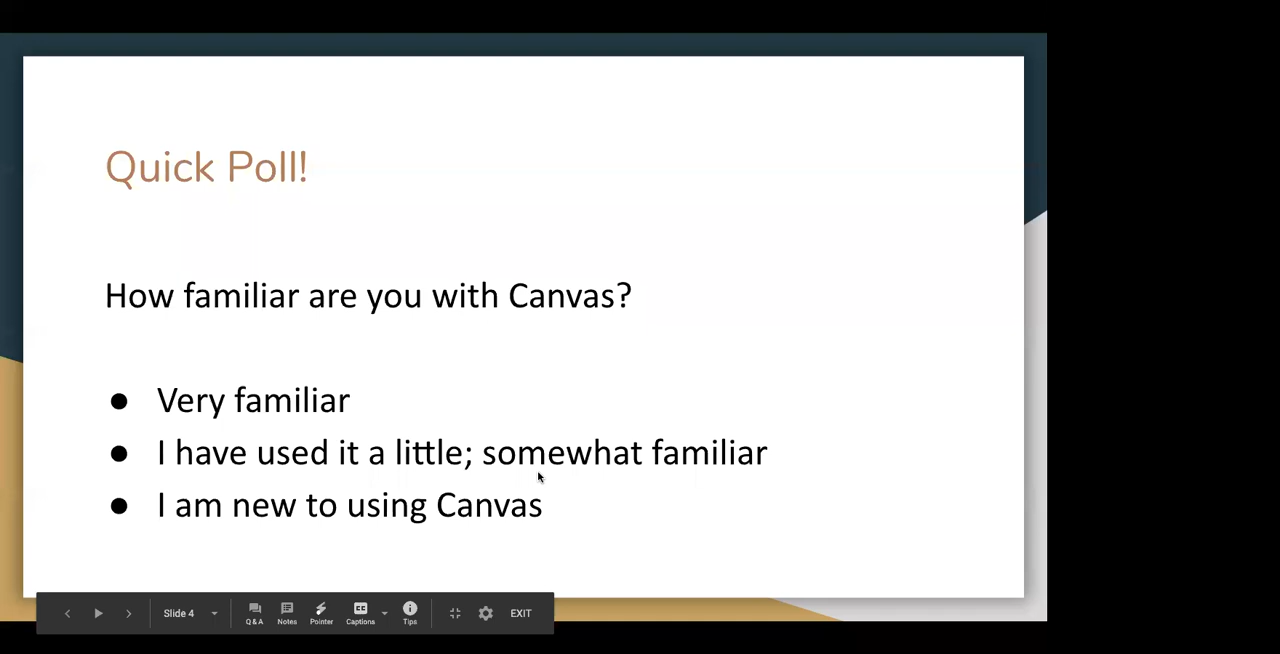 Quick Poll!
How familiar are you with Canvas?
● Very familiar
● I have used it a little; somewhat familiar
● I am new to using Canvas
Slide 4
Q & A
Notes
Pointer
Captions
Tips
EXIT